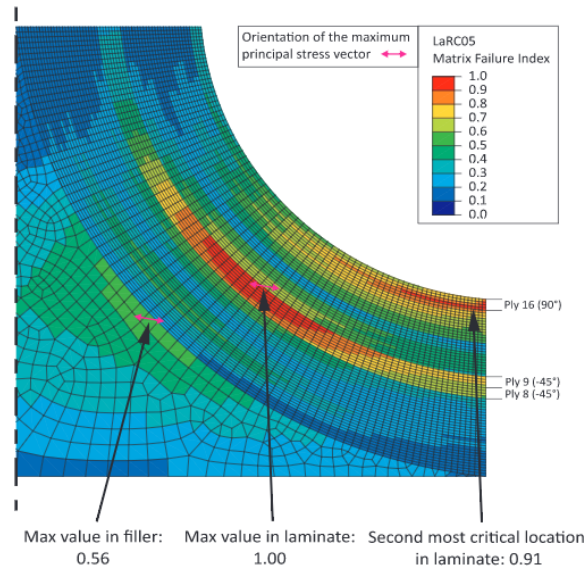 Orientation of the maximum
principal stress vector
LaRC05
Matrix Failure Index
1.0
0.9
0.8
0.7
0.6
0.5
0.4
0.3
0.2
0.1
0.0
Ply 16 (90°)
Ply 9 (-45°)
Ply 8 (-45°)
Max value in filler:
0.56
Max value in laminate:
1.00
Second most critical location
in laminate: 0.91